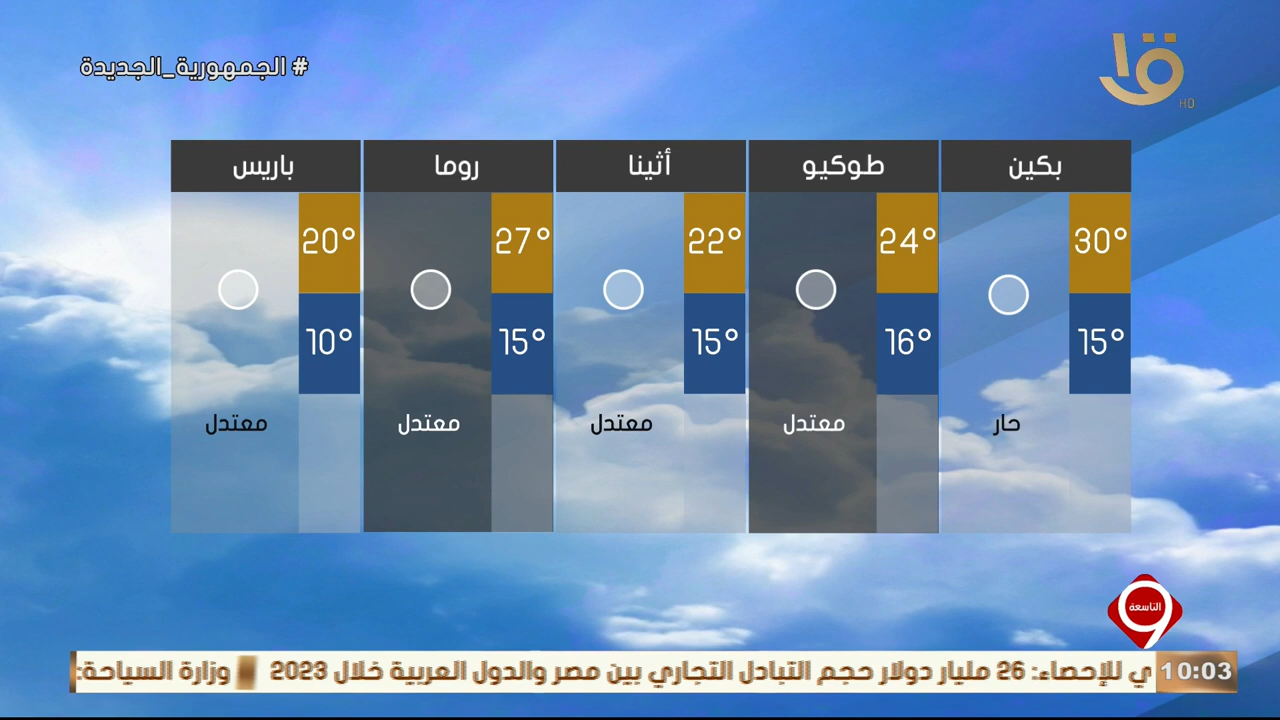 # الجمهورية_الجديدة
HD
بكين
30°
15°
حار
طوكيو
24°
16°
معتدل
أثينا
22°
15°
معتدل
روما
27°
15°
معتدل
باريس
20°
10°
معتدل
التاسعة
9
10:03
ي للإحصاء: 26 مليار دولار حجم التبادل التجاري بين مصر والدول العربية خلال 2023 وزارة السياحة: